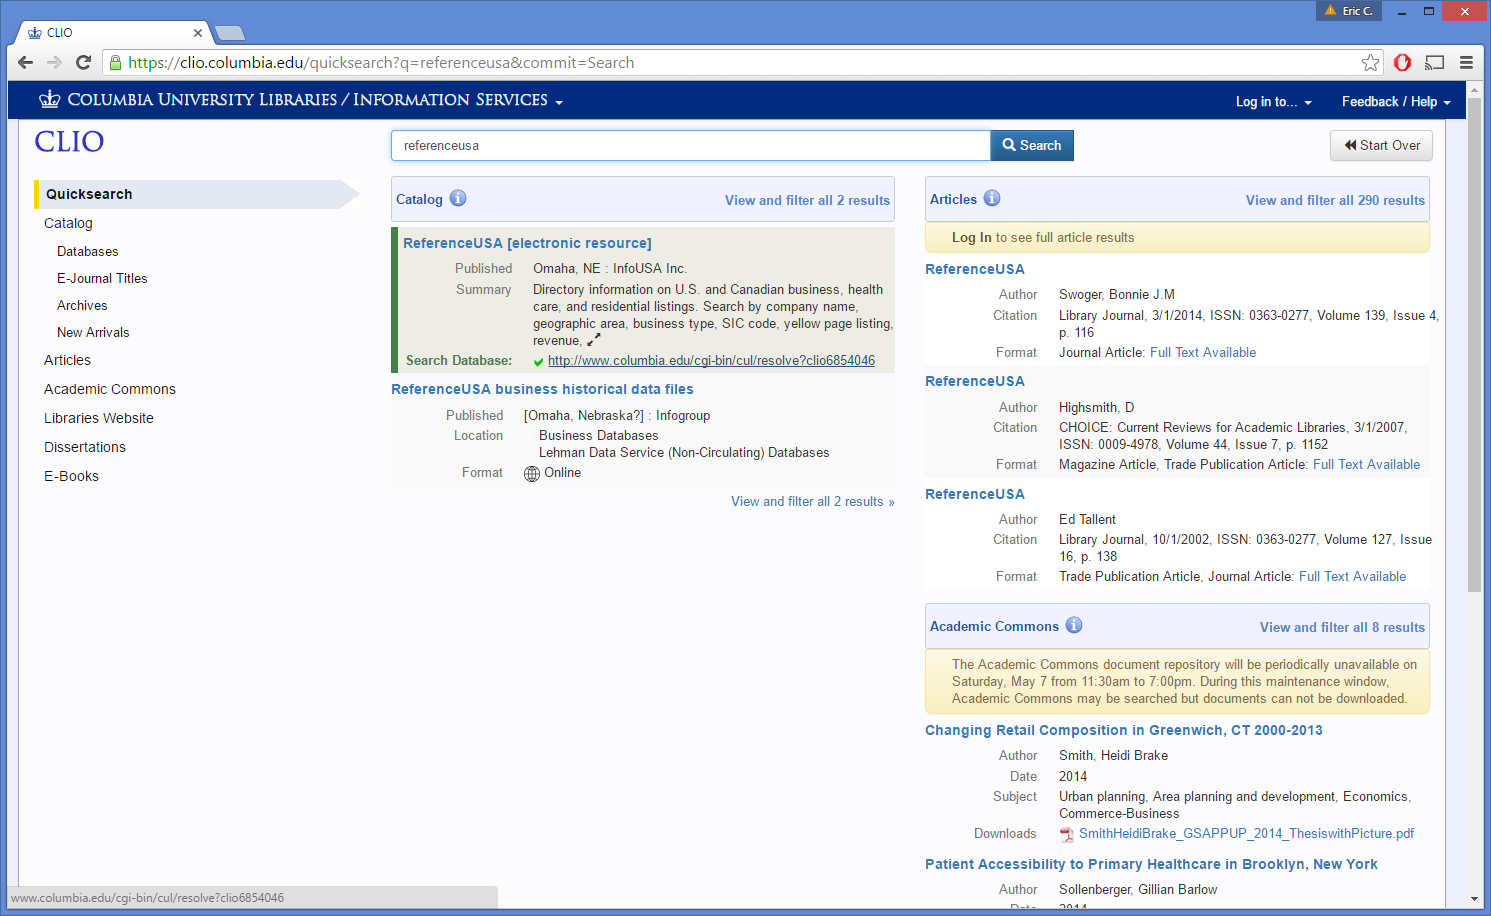 Eric C.
CLIO
https://clio.columbia.edu/quicksearch?q=referenceusa&commit=Search
COLUMBIA UNIVERSITY LIBRARIES / INFORMATION SERVICES
Log in to...
Feedback / Help
CLIO
referenceusa
Search
Start Over
Quicksearch
Catalog
Databases
E-Journal Titles
Archives
New Arrivals
Articles
Academic Commons
Libraries Website
Dissertations
E-Books
Catalog
View and filter all 2 results
ReferenceUSA [electronic resource]
Published Omaha, NE : InfoUSA Inc.
Summary Directory information on U.S. and Canadian business, health
care, and residential listings. Search by company name,
geographic area, business type, SIC code, yellow page listing,
revenue,
Search Database: http://www.columbia.edu/cgi-bin/cul/resolve?clio6854046
ReferenceUSA business historical data files
Published [Omaha, Nebraska?] : Infogroup
Location Business Databases
Lehman Data Service (Non-Circulating) Databases
Format Online
View and filter all 2 results »
Articles
View and filter all 290 results
Log In to see full article results
ReferenceUSA
Author Swoger, Bonnie J.M
Citation Library Journal, 3/1/2014, ISSN: 0363-0277, Volume 139, Issue 4,
p. 116
Format Journal Article: Full Text Available
ReferenceUSA
Author Highsmith, D
Citation CHOICE: Current Reviews for Academic Libraries, 3/1/2007,
ISSN: 0009-4978, Volume 44, Issue 7, p. 1152
Format Magazine Article, Trade Publication Article: Full Text Available
ReferenceUSA
Author Ed Tallent
Citation Library Journal, 10/1/2002, ISSN: 0363-0277, Volume 127, Issue
16, p. 138
Format Trade Publication Article, Journal Article: Full Text Available
Academic Commons
View and filter all 8 results
The Academic Commons document repository will be periodically unavailable on
Saturday, May 7 from 11:30am to 7:00pm. During this maintenance window,
Academic Commons may be searched but documents can not be downloaded.
Changing Retail Composition in Greenwich, CT 2000-2013
Author Smith, Heidi Brake
Date 2014
Subject Urban planning, Area planning and development, Economics,
Commerce-Business
Downloads SmithHeidiBrake_GSAPPUP_2014_ThesiswithPicture.pdf
Patient Accessibility to Primary Healthcare in Brooklyn, New York
Author Sollenberger, Gillian Barlow
Date 2014
www.columbia.edu/cgi-bin/cul/resolve?clio6854046